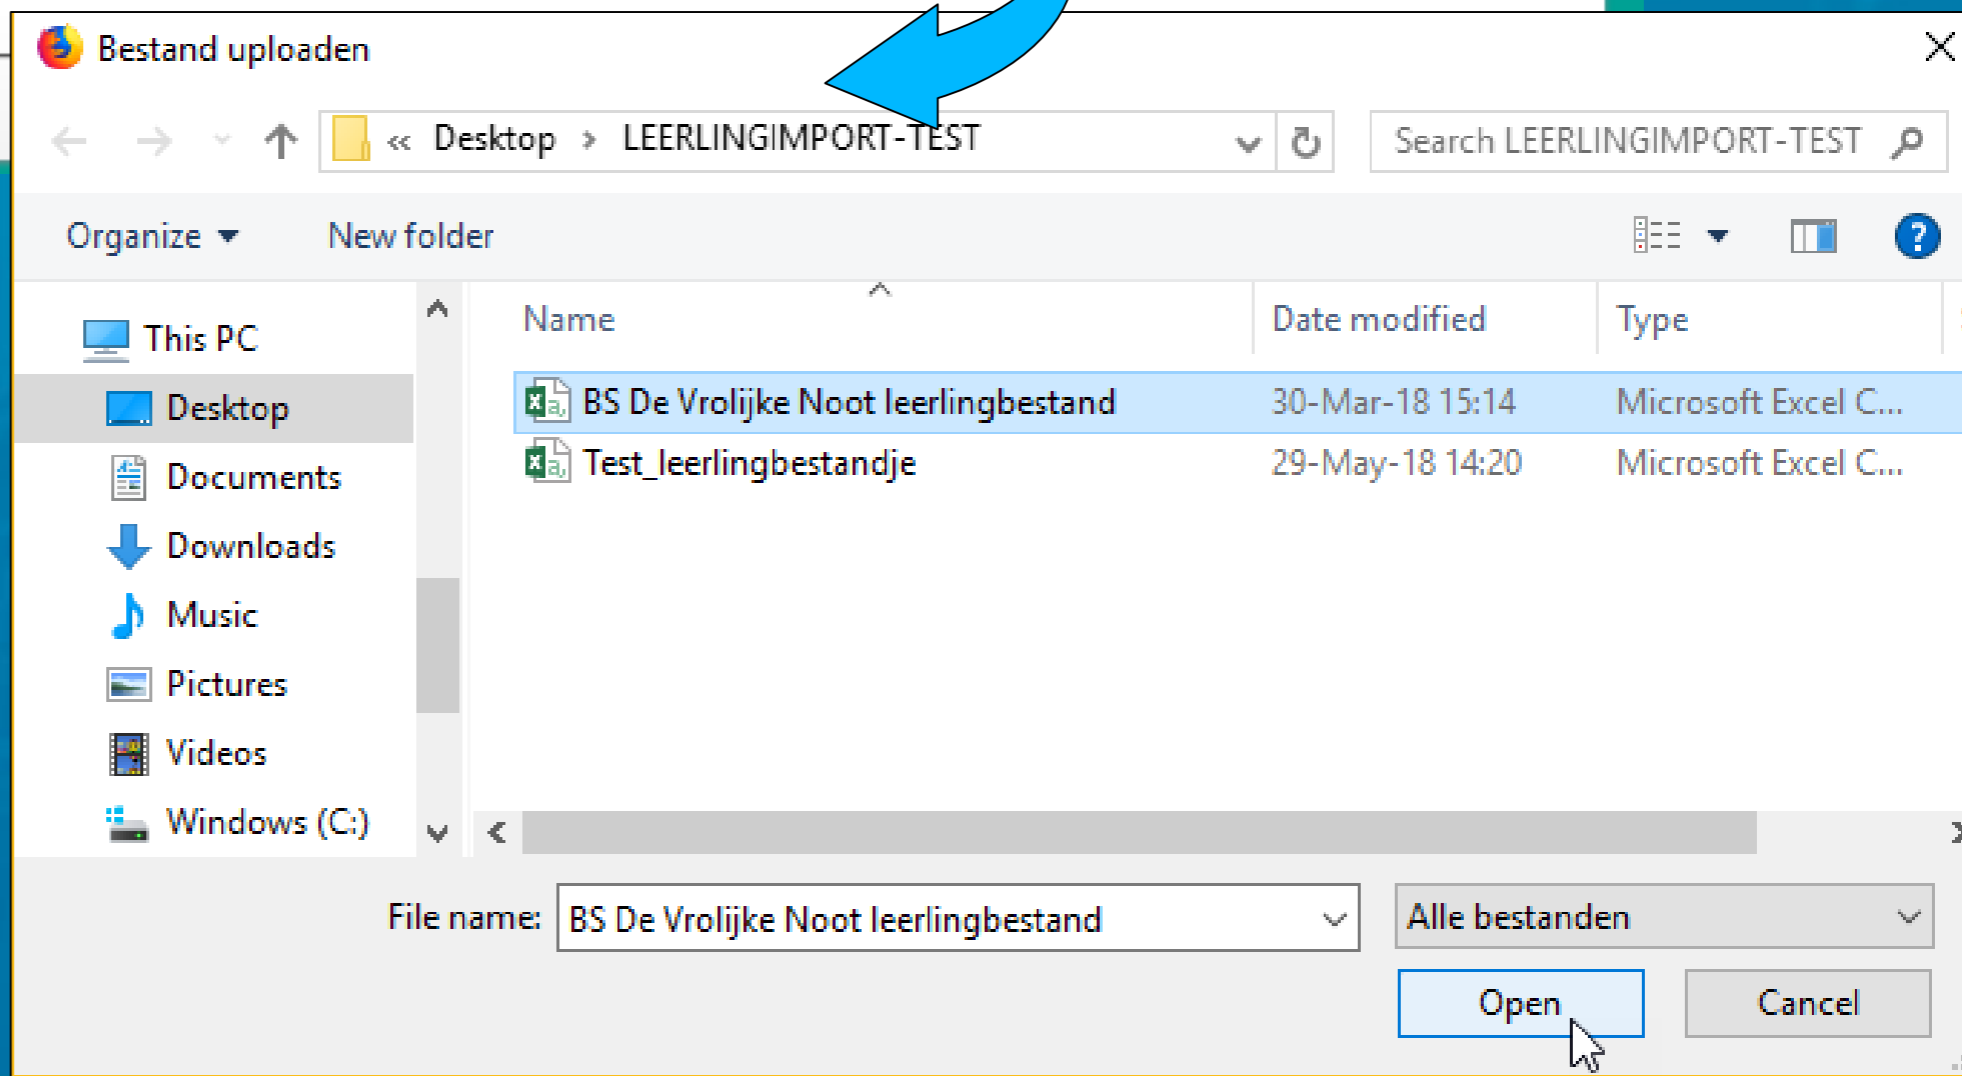 Bestand uploaden
« Desktop > LEERLINGIMPORT-TEST
Search LEERLINGIMPORT-TEST
Organize
New folder
Name
Date modified
Type
This PC
Desktop
Documents
Downloads
Music
Pictures
Videos
Windows (C:)
BS De Vrolijke Noot leerlingbestand 30-Mar-18 15:14 Microsoft Excel C...
Test_leerlingbestandje 29-May-18 14:20 Microsoft Excel C...
File name: BS De Vrolijke Noot leerlingbestand
Alle bestanden
Open
Cancel